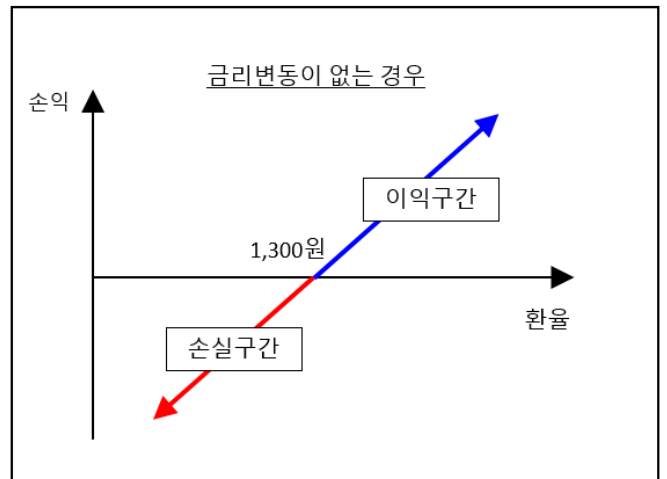 금리변동이 없는 경우
손익
이익구간
1,300원
환율
손실구간